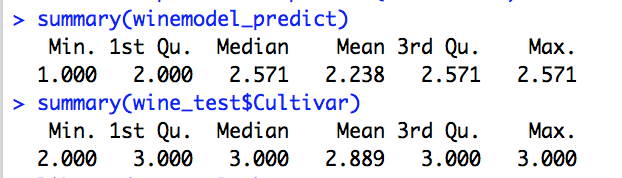 > summary(winemodel_predict)
Min. 1st Qu. Median Mean 3rd Qu. Max.
1.000 2.000 2.571 2.238 2.571 2.571
> summary(wine_test$Cultivar)
Min. 1st Qu. Median Mean 3rd Qu. Max.
2.000 3.000 3.000 2.889 3.000 3.000